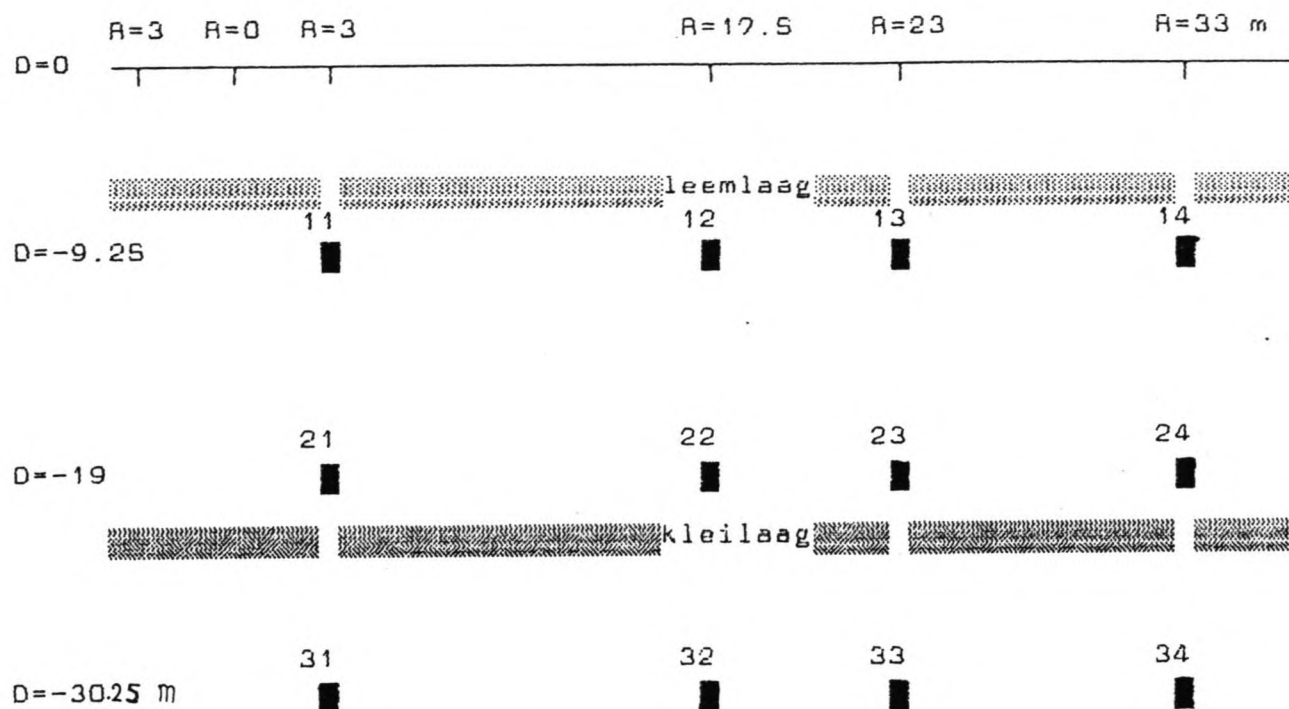 R=3 R=0 R=3 R=17.5 R=23 R=33 m
D=0
leemlaag
11 12 13 14
D=-9.25
21 22 23 24
D=-19
kleilaag
31 32 33 34
D=-30.25 m